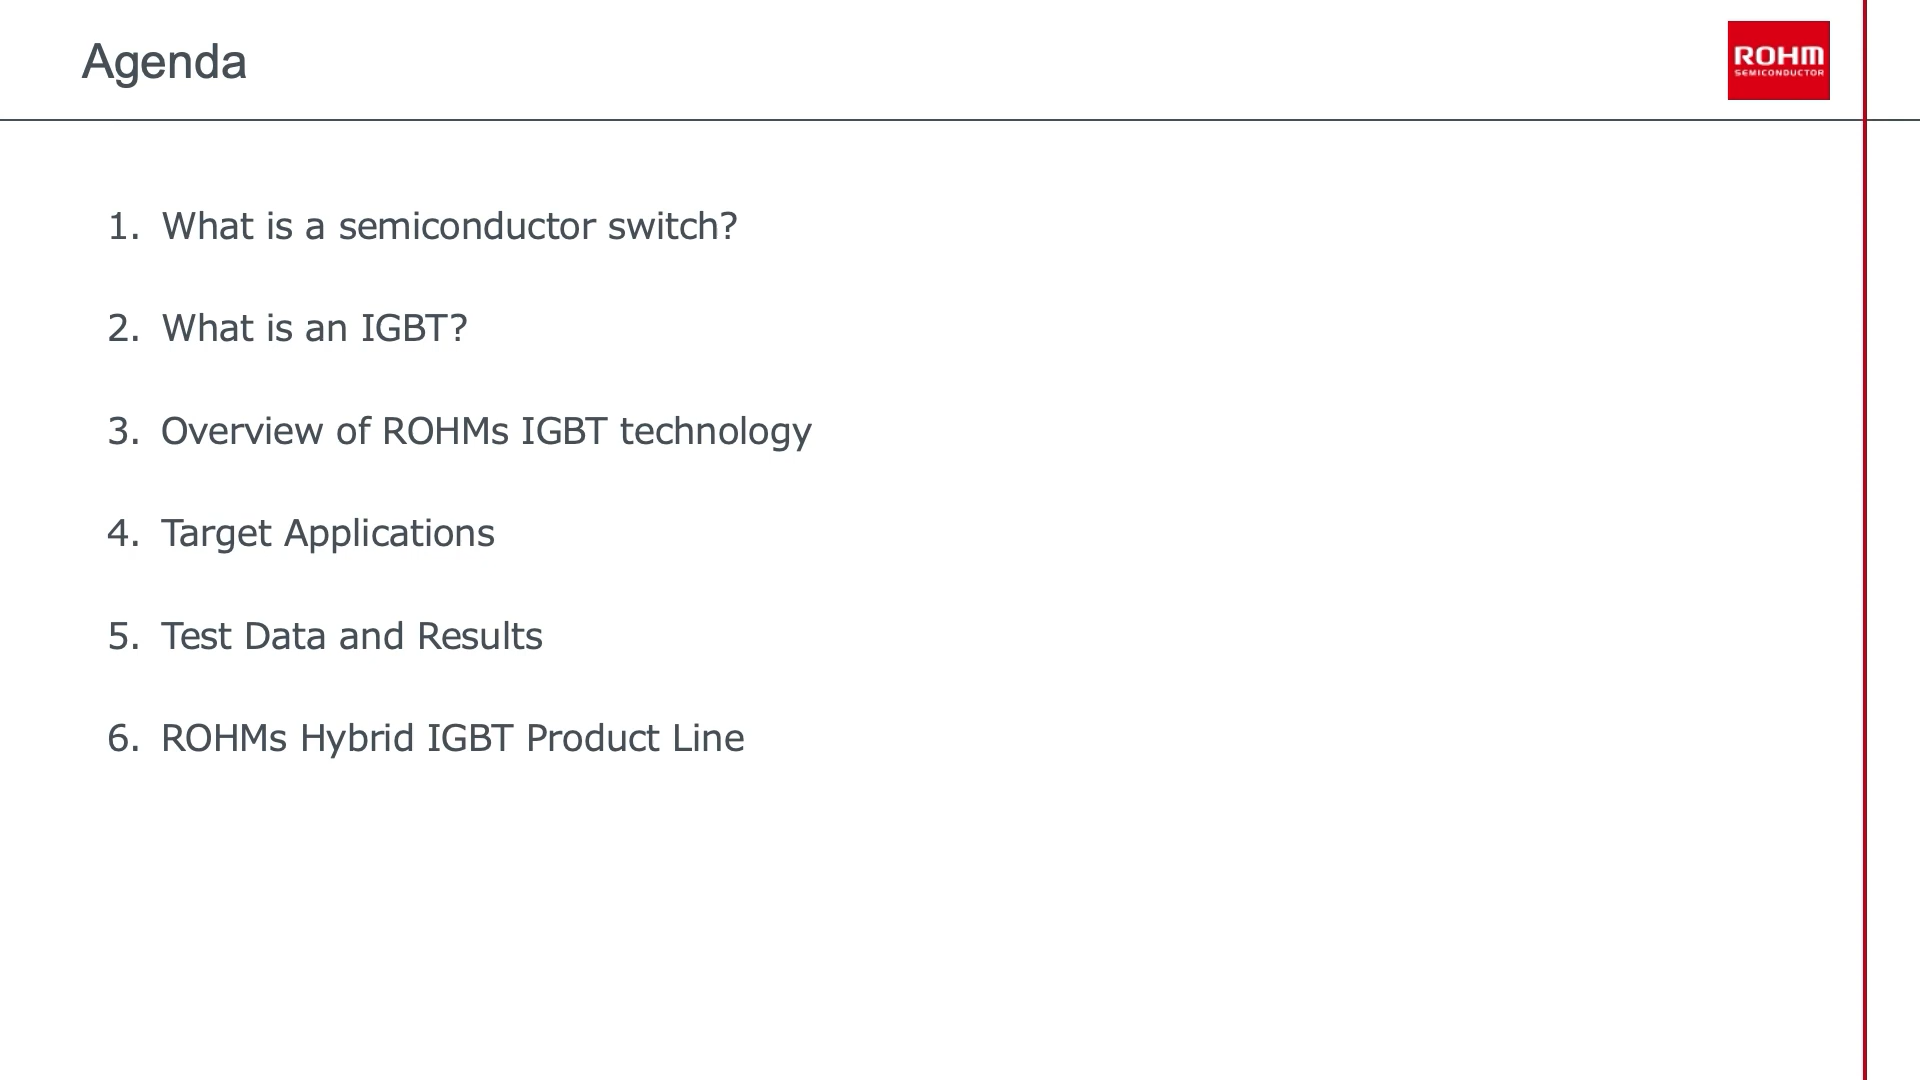 Agenda
ROHM
SEMICONDUCTOR
1. What is a semiconductor switch?
2. What is an IGBT?
3. Overview of ROHMs IGBT technology
4. Target Applications
5. Test Data and Results
6. ROHMs Hybrid IGBT Product Line